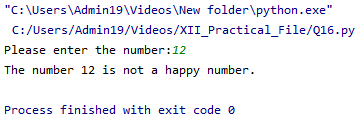 "C:\Users\Admin19\Videos\New folder\python.exe"
C:/Users/Admin19/Videos/XII_Practical_File/Q16.py
Please enter the number:12
The number 12 is not a happy number.
Process finished with exit code 0